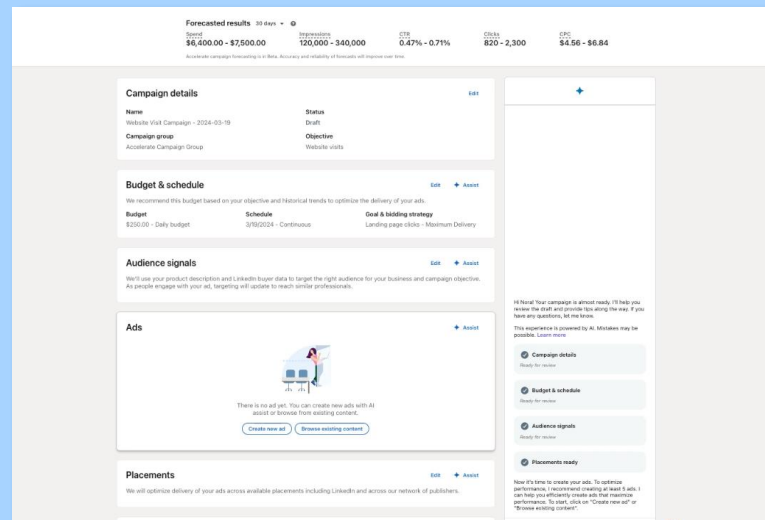 Forecasted results 30 days
Spend
$6,400.00 - $7,500.00
Impressions
120,000 - 340,000
CTR
0.47% - 0.71%
Clicks
820 - 2,300
CPC
$4.56 - $6.84
Accelerate campaign forecasting is in Beta. Accuracy and reliability of forecasts will improve over time.
Campaign details
Edit
Name
Website Visit Campaign - 2024-03-19
Status
Draft
Campaign group
Accelerate Campaign Group
Objective
Website visits
Budget & schedule
Edit
Assist
We recommend this budget based on your objective and historical trends to optimize the delivery of your ads.
Budget
$250.00 - Daily budget
Schedule
3/19/2024 - Continuous
Goal & bidding strategy
Landing page clicks - Maximum Delivery
Audience signals
Edit
Assist
We'll use your product description and LinkedIn buyer data to target the right audience for your business and campaign objective.
As people engage with your ad, targeting will update to reach similar professionals.
Ads
Assist
There is no ad yet. You can create new ads with AI
assist or browse from existing content.
Create new ad
Browse existing content
Placements
Edit
Assist
We will optimize delivery of your ads across available placements including LinkedIn and across our network of publishers.
Hi Nora! Your campaign is almost ready. I'll help you
review the draft and provide tips along the way. If you
have any questions, let me know.
This experience is powered by AI. Mistakes may be
possible. Learn more
Campaign details
Ready for review
Budget & schedule
Ready for review
Audience signals
Ready for review
Placements ready
Now it's time to create your ads. To optimize
performance, I recommend creating at least 5 ads. I
can help you efficiently create ads that maximize
performance. To start, click on "Create new ad" or
"Browse existing content".